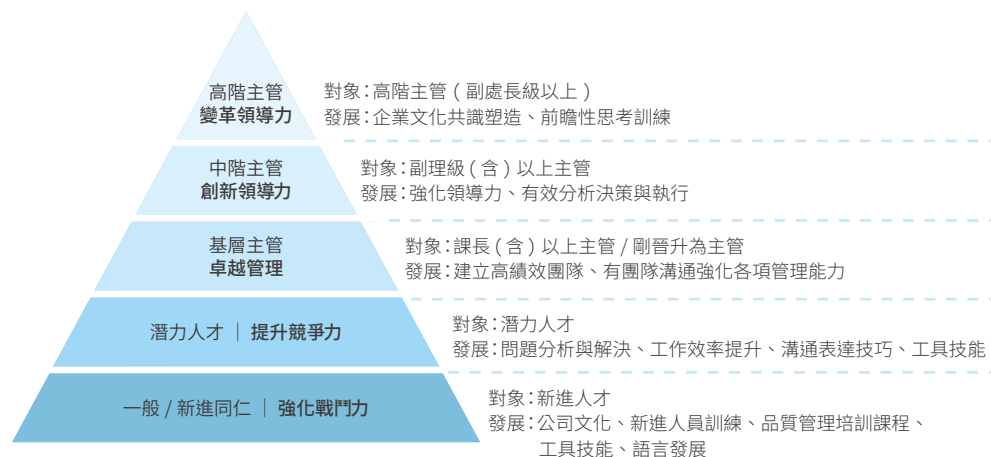 高階主管
變革領導力
對象：高階主管 ( 副處長級以上 )
發展：企業文化共識塑造、前瞻性思考訓練
中階主管
創新領導力
對象：副理級 ( 含 ) 以上主管
發展：強化領導力、有效分析決策與執行
基層主管
卓越管理
對象：課長 ( 含 ) 以上主管 / 剛晉升為主管
發展：建立高績效團隊、有團隊溝通強化各項管理能力
潛力人才｜提升競爭力
對象：潛力人才
發展：問題分析與解決、工作效率提升、溝通表達技巧、工具技能
一般 / 新進同仁｜強化戰鬥力
對象：新進人才
發展：公司文化、新進人員訓練、品質管理培訓課程、
工具技能、語言發展